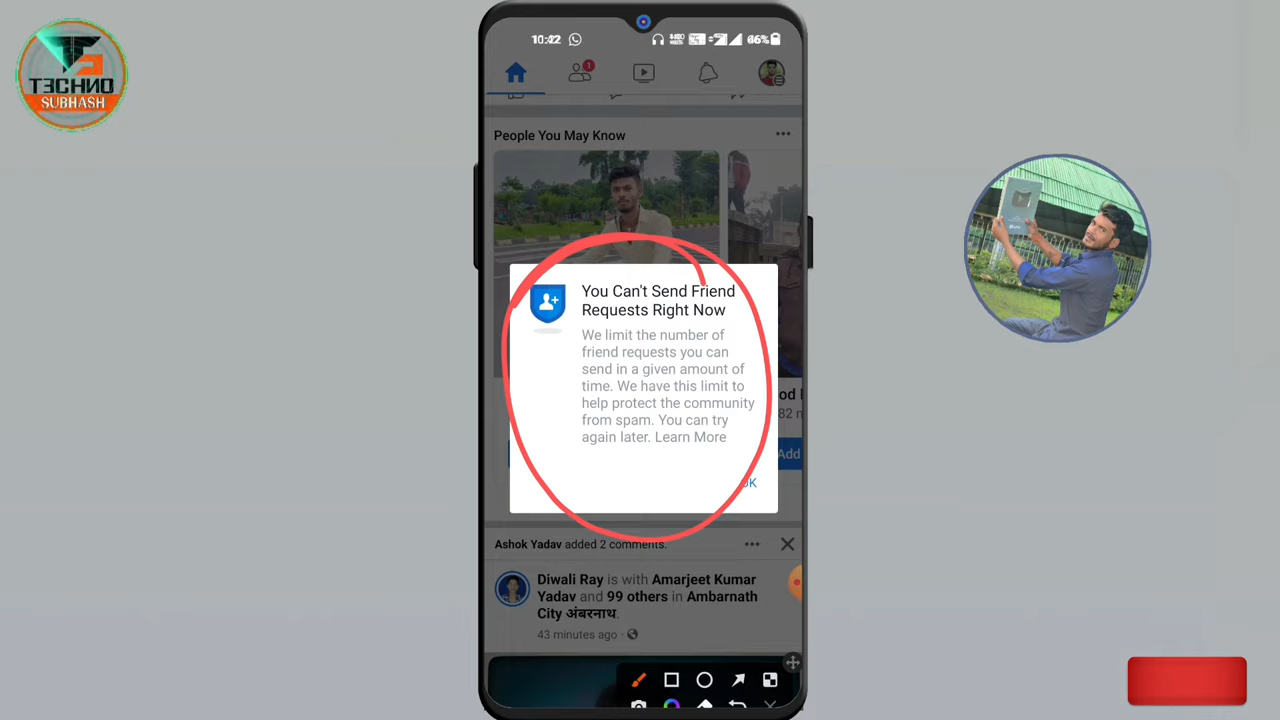 T3CHNO
SUBHASH
10:42
66%
1
People You May Know
You Can't Send Friend
Requests Right Now
We limit the number of
friend requests you can
send in a given amount of
time. We have this limit to
help protect the community
from spam. You can try
again later. Learn More
OK
Add
Ashok Yadav added 2 comments.
Diwali Ray is with Amarjeet Kumar
Yadav and 99 others in Ambarnath
City अंबरनाथ.
43 minutes ago